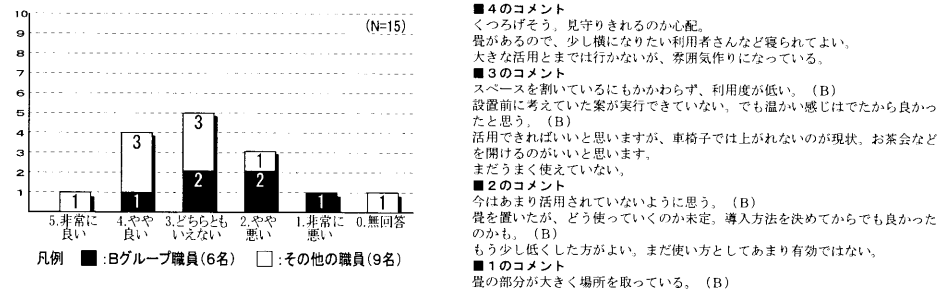 10
9
8
7
6
5
4
3
2
1
(N=15)
1
3
1
3
2
1
2
1
1
5.非常に良い
4.やや良い
3.どちらともいえない
2.やや悪い
1.非常に悪い
0.無回答
凡例 ■:Bグループ職員(6名) □:その他の職員(9名)
■4のコメント
くつろげそう。見守りきれるのか心配。
畳があるので、少し横になりたい利用者さんなど寝られてよい。
大きな活用とまでは行かないが、雰囲気作りになっている。
■3のコメント
スペースを割いているにもかかわらず、利用度が低い。(B)
設置前に考えていた案が実行できていない。でも温かい感じはでたから良かっ
たと思う。(B)
活用できればいいと思いますが、車椅子では上がれないのが現状。お茶会など
を開けるのがいいと思います。
まだうまく使えていない。
■2のコメント
今はあまり活用されていないように思う。(B)
畳を置いたが、どう使っていくのか未定。導入方法を決めてからでも良かった
のかも。(B)
もう少し低くした方がよい。まだ使い方としてあまり有効ではない。
■1のコメント
畳の部分が大きく場所を取っている。(B)